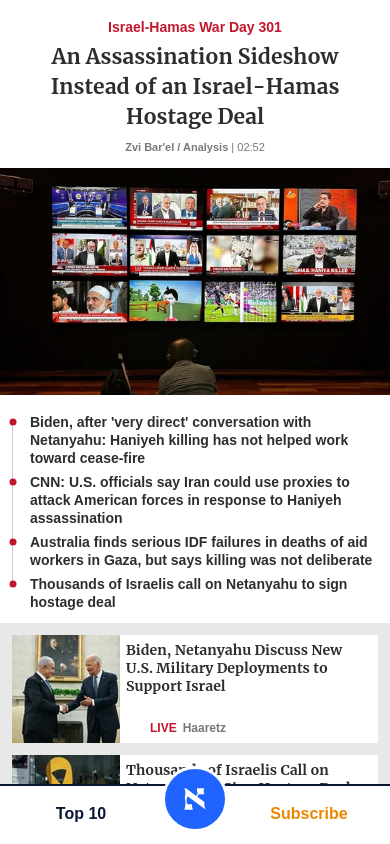 Israel-Hamas War Day 301
An Assassination Sideshow
Instead of an Israel-Hamas
Hostage Deal
Zvi Bar'el / Analysis | 02:52
ISMAIL HANIYA KILLED
Biden, after 'very direct' conversation with
Netanyahu: Haniyeh killing has not helped work
toward cease-fire
CNN: U.S. officials say Iran could use proxies to
attack American forces in response to Haniyeh
assassination
Australia finds serious IDF failures in deaths of aid
workers in Gaza, but says killing was not deliberate
Thousands of Israelis call on Netanyahu to sign
hostage deal
Biden, Netanyahu Discuss New
U.S. Military Deployments to
Support Israel
LIVE Haaretz
Thousands of Israelis Call on
Top 10
Subscribe